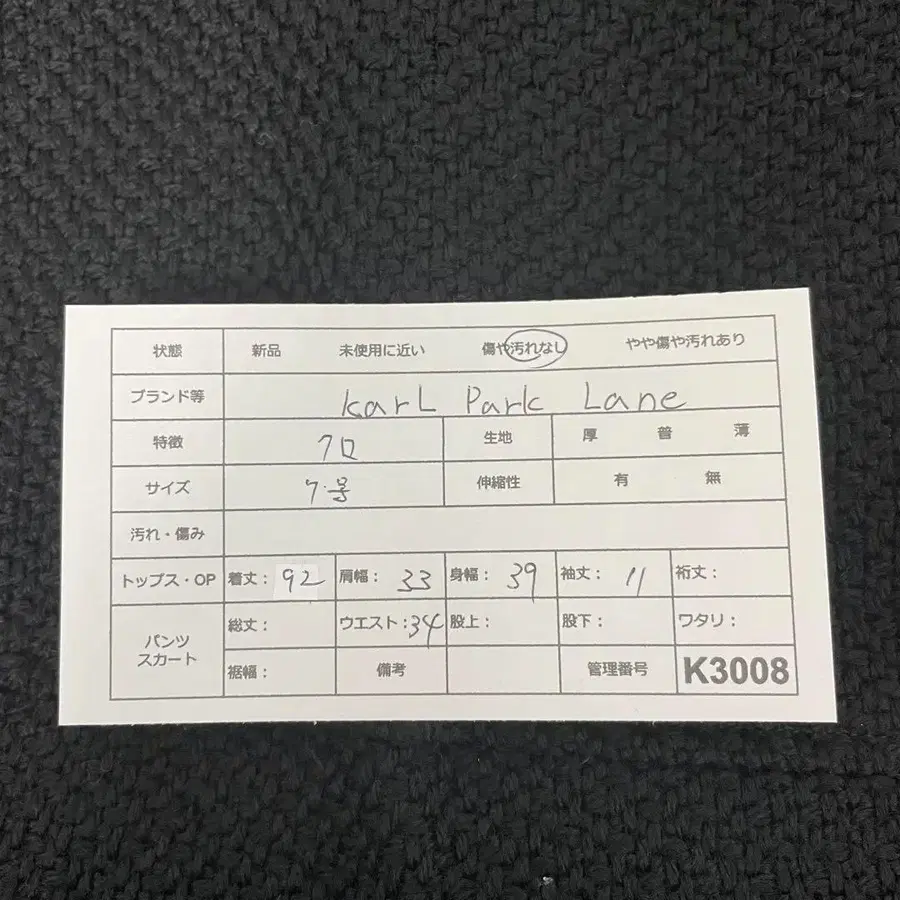 状態 新品 未使用に近い 傷や汚れなし やや傷や汚れあり
ブランド等 Karl Park Lane
特徴 クロ 生地 厚 普 薄
サイズ 7号 伸縮性 有 無
汚れ・傷み
トップス・OP 着丈: 92 肩幅: 33 身幅: 39 袖丈: 11 裄丈:
パンツ
スカート
総丈: ウエスト:34 股上: 股下: ワタリ:
裾幅: 備考 管理番号 K3008